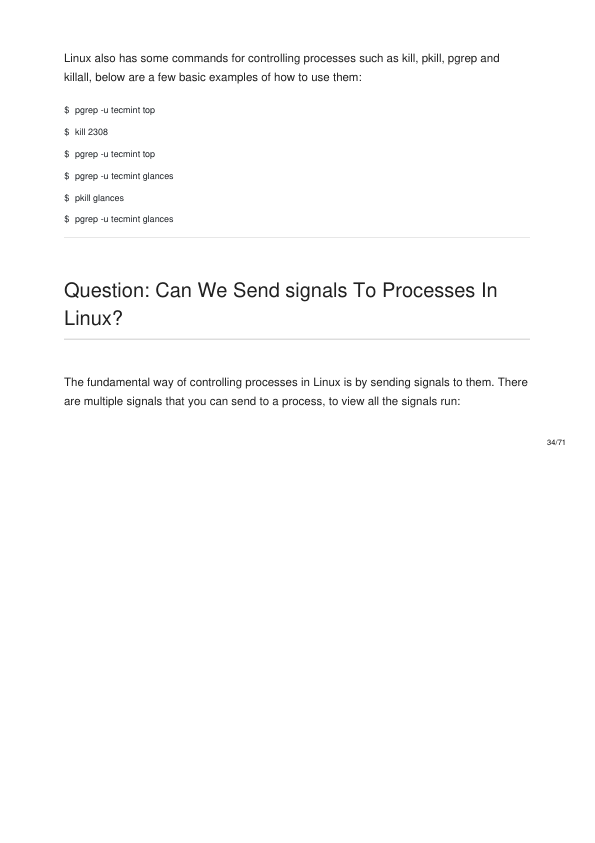 Linux also has some commands for controlling processes such as kill, pkill, pgrep and
killall, below are a few basic examples of how to use them:
$ pgrep -u tecmint top
$ kill 2308
$ pgrep -u tecmint top
$ pgrep -u tecmint glances
$ pkill glances
$ pgrep -u tecmint glances
Question: Can We Send signals To Processes In
Linux?
The fundamental way of controlling processes in Linux is by sending signals to them. There
are multiple signals that you can send to a process, to view all the signals run:
34/71